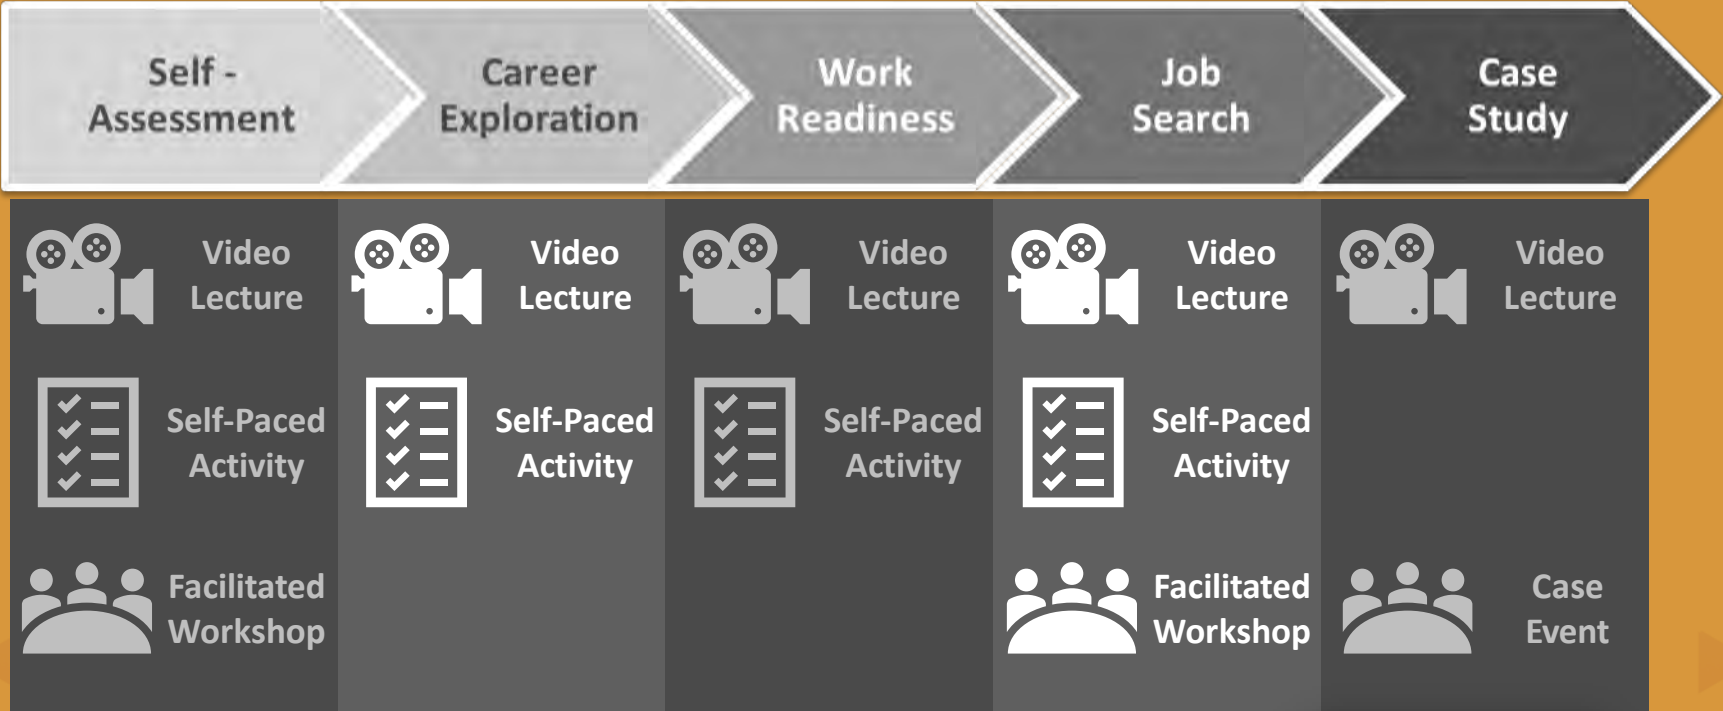 Self -
Assessment
Career
Exploration
Work
Readiness
Job
Search
Case
Study
Video
Lecture
Video
Lecture
Video
Lecture
Video
Lecture
Video
Lecture
Self-Paced
Activity
Self-Paced
Activity
Self-Paced
Activity
Self-Paced
Activity
Facilitated
Workshop
Facilitated
Workshop
Case
Event